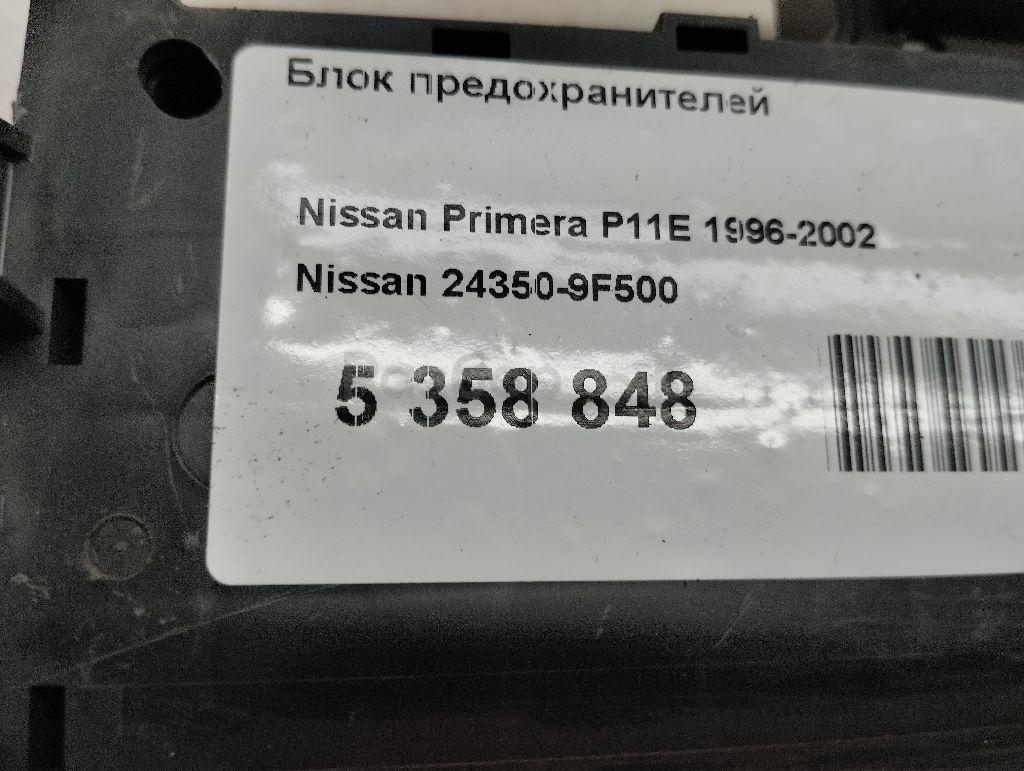 Блок предохранителей
Nissan Primera P11E 1996-2002
Nissan 24350-9F500
5 358 848